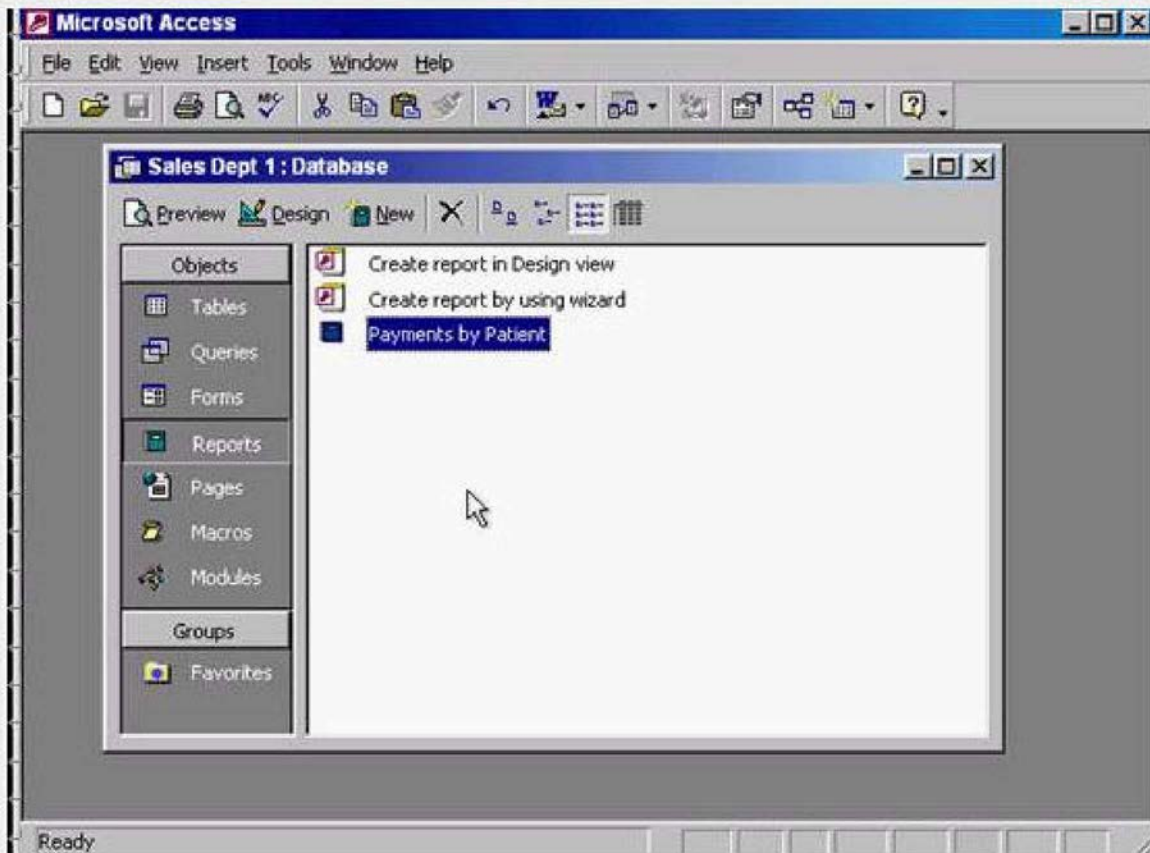 Microsoft Access
File Edit View Insert Tools Window Help
Sales Dept 1 : Database
Preview Design New
Objects
Tables
Queries
Forms
Reports
Pages
Macros
Modules
Groups
Favorites
Create report in Design view
Create report by using wizard
Payments by Patient
Ready